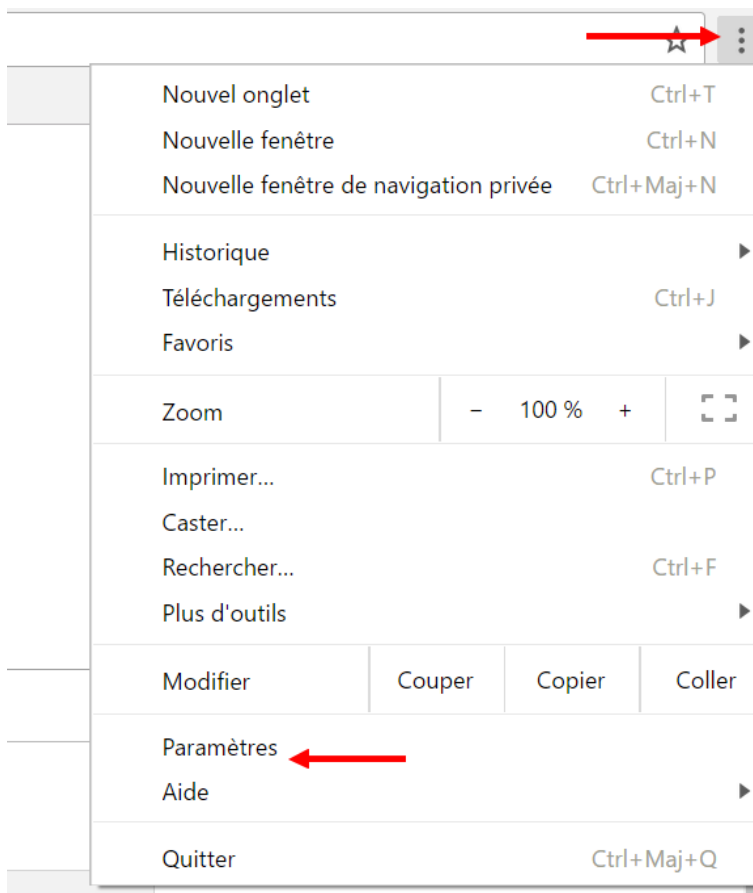 Nouvel onglet Ctrl+T
Nouvelle fenêtre Ctrl+N
Nouvelle fenêtre de navigation privée Ctrl+Maj+N
Historique
Téléchargements Ctrl+J
Favoris
Zoom − 100 % +
Imprimer... Ctrl+P
Caster...
Rechercher... Ctrl+F
Plus d'outils
Modifier Couper Copier Coller
Paramètres
Aide
Quitter Ctrl+Maj+Q